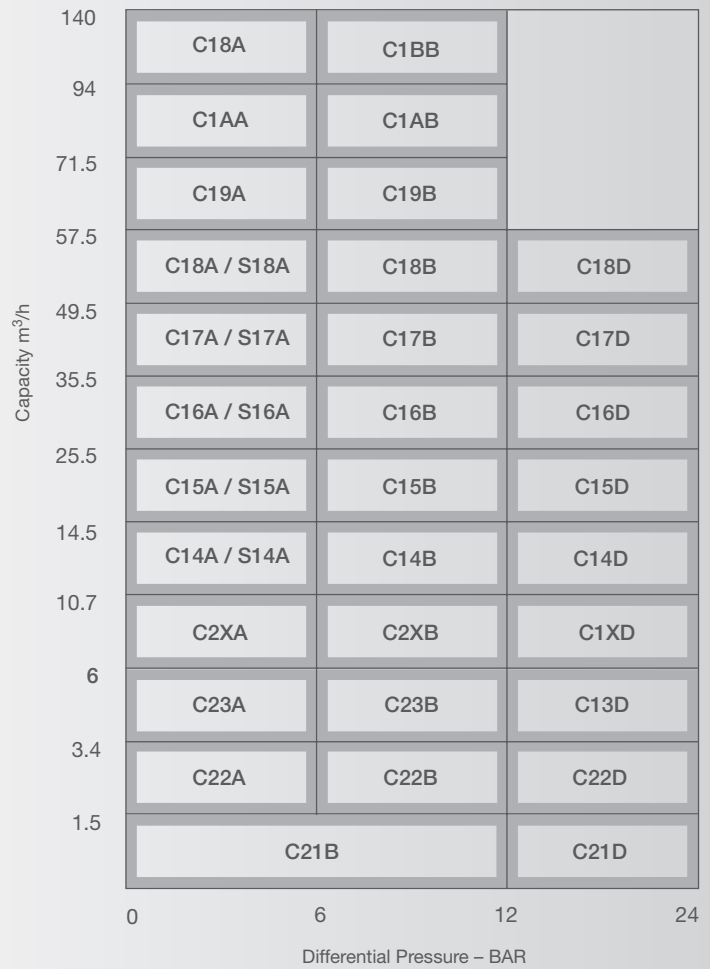 140
C18A
C1BB
94
C1AA
C1AB
71.5
C19A
C19B
57.5
C18A / S18A
C18B
C18D
49.5
C17A / S17A
C17B
C17D
35.5
C16A / S16A
C16B
C16D
25.5
C15A / S15A
C15B
C15D
14.5
C14A / S14A
C14B
C14D
10.7
C2XA
C2XB
C1XD
6
C23A
C23B
C13D
3.4
C22A
C22B
C22D
1.5
C21B
C21D
0 6 12 24
Differential Pressure – BAR
Capacity m³/h